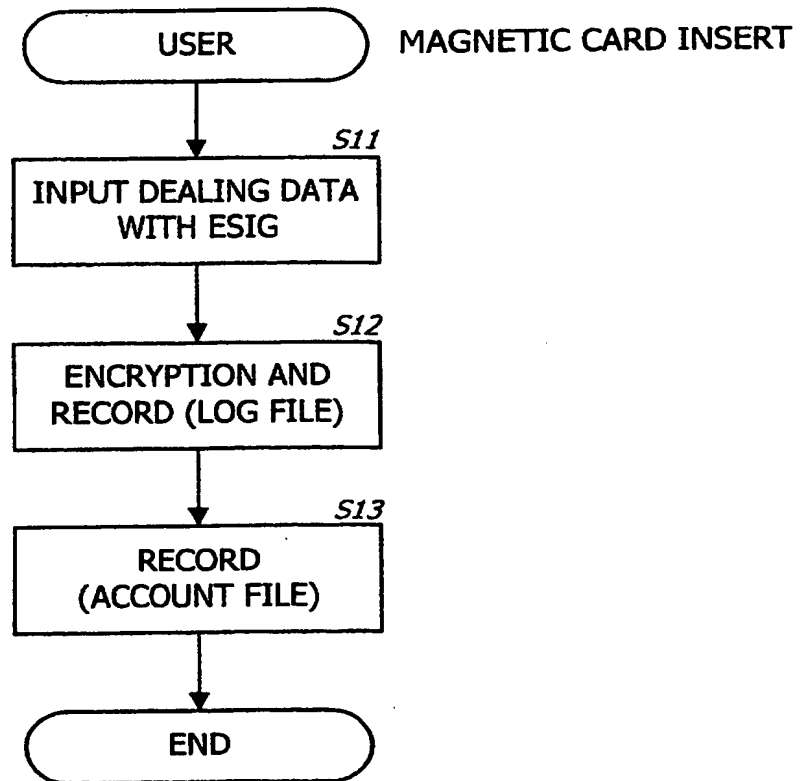 USER
MAGNETIC CARD INSERT
S11
INPUT DEALING DATA
WITH ESIG
S12
ENCRYPTION AND
RECORD (LOG FILE)
S13
RECORD
(ACCOUNT FILE)
END